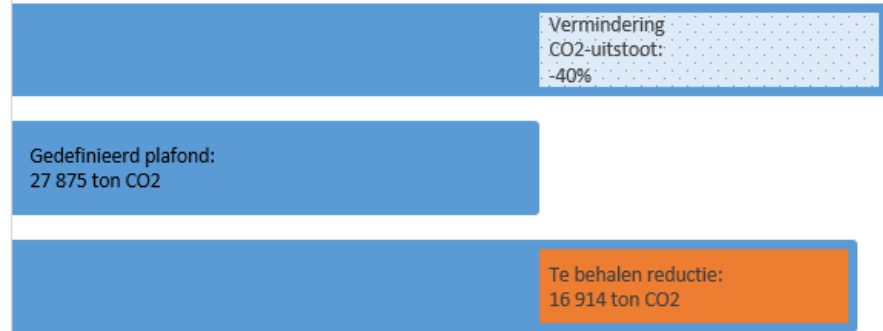 Vermindering
CO2-uitstoot:
-40%
Gedefinieerd plafond:
27 875 ton CO2
Te behalen reductie:
16 914 ton CO2